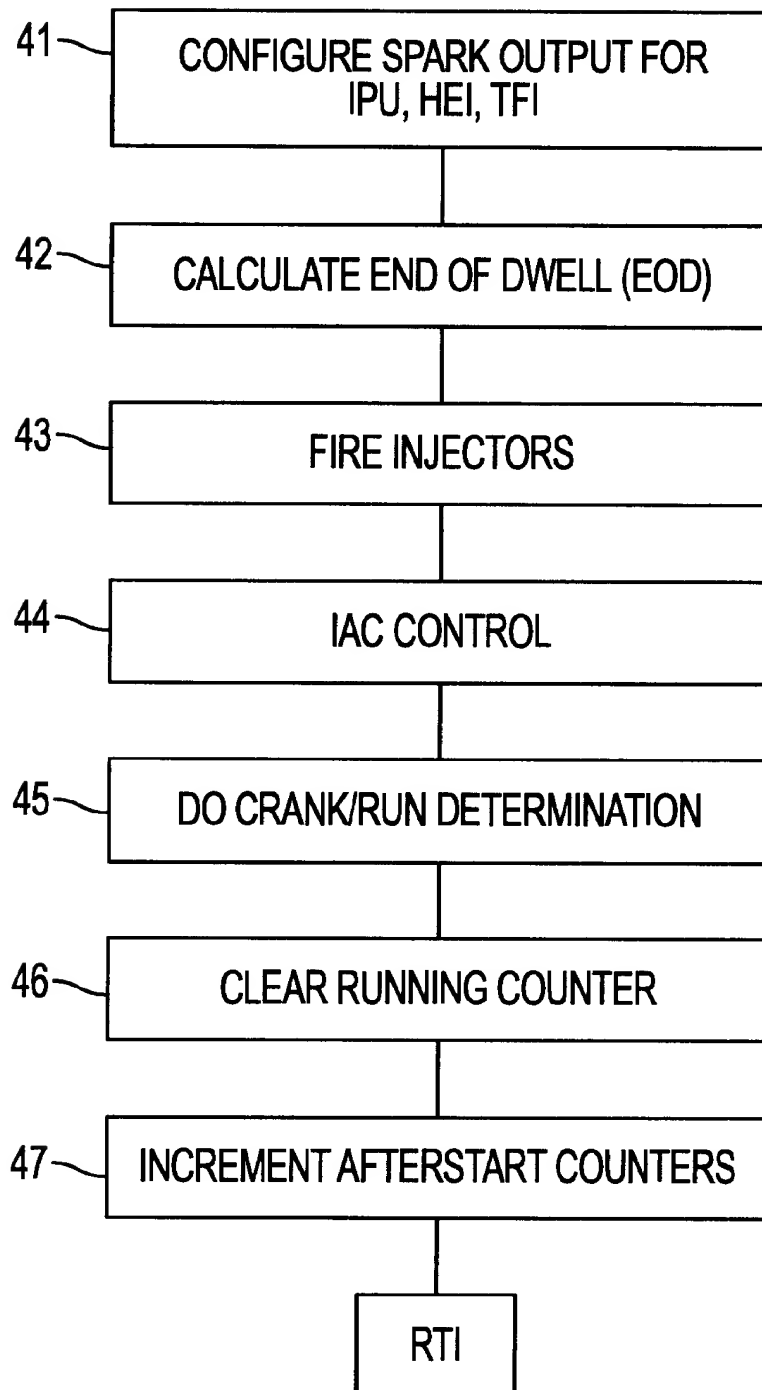 41
CONFIGURE SPARK OUTPUT FOR
IPU, HEI, TFI
42
CALCULATE END OF DWELL (EOD)
43
FIRE INJECTORS
44
IAC CONTROL
45
DO CRANK/RUN DETERMINATION
46
CLEAR RUNNING COUNTER
47
INCREMENT AFTERSTART COUNTERS
RTI